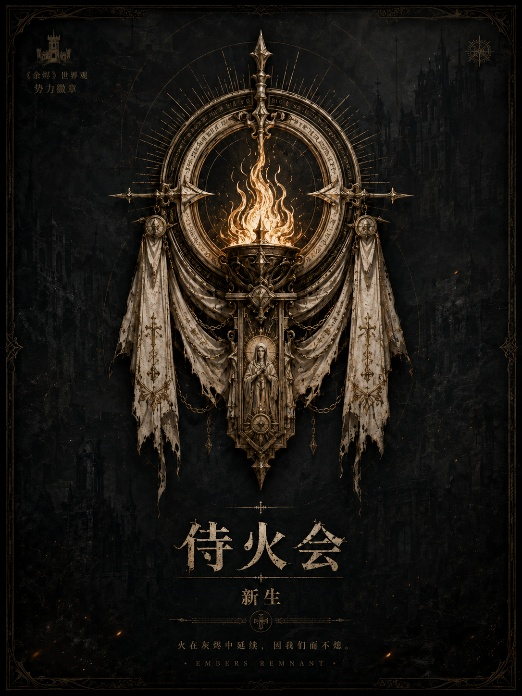 《余烬》世界观
势力徽章
侍火会
新生
火在灰烬中延续，因我们而不熄。
· EMBERS REMNANT ·